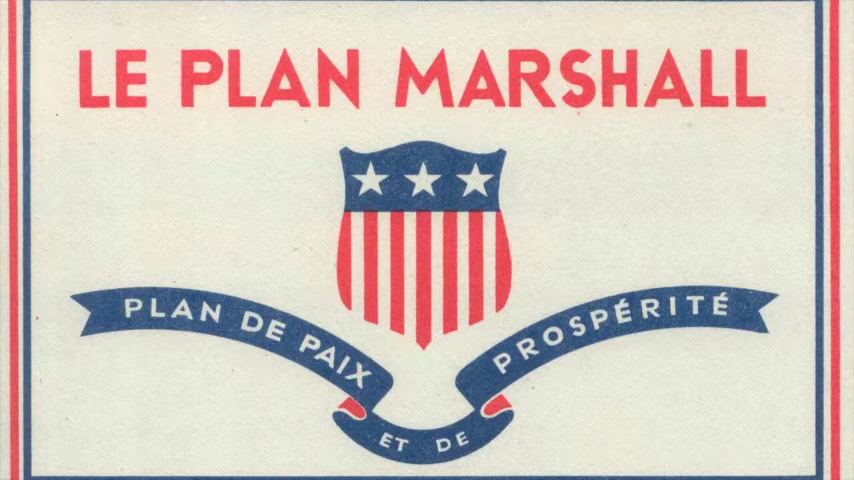 LE PLAN MARSHALL
PLAN DE PAIX
ET DE
PROSPÉRITÉ